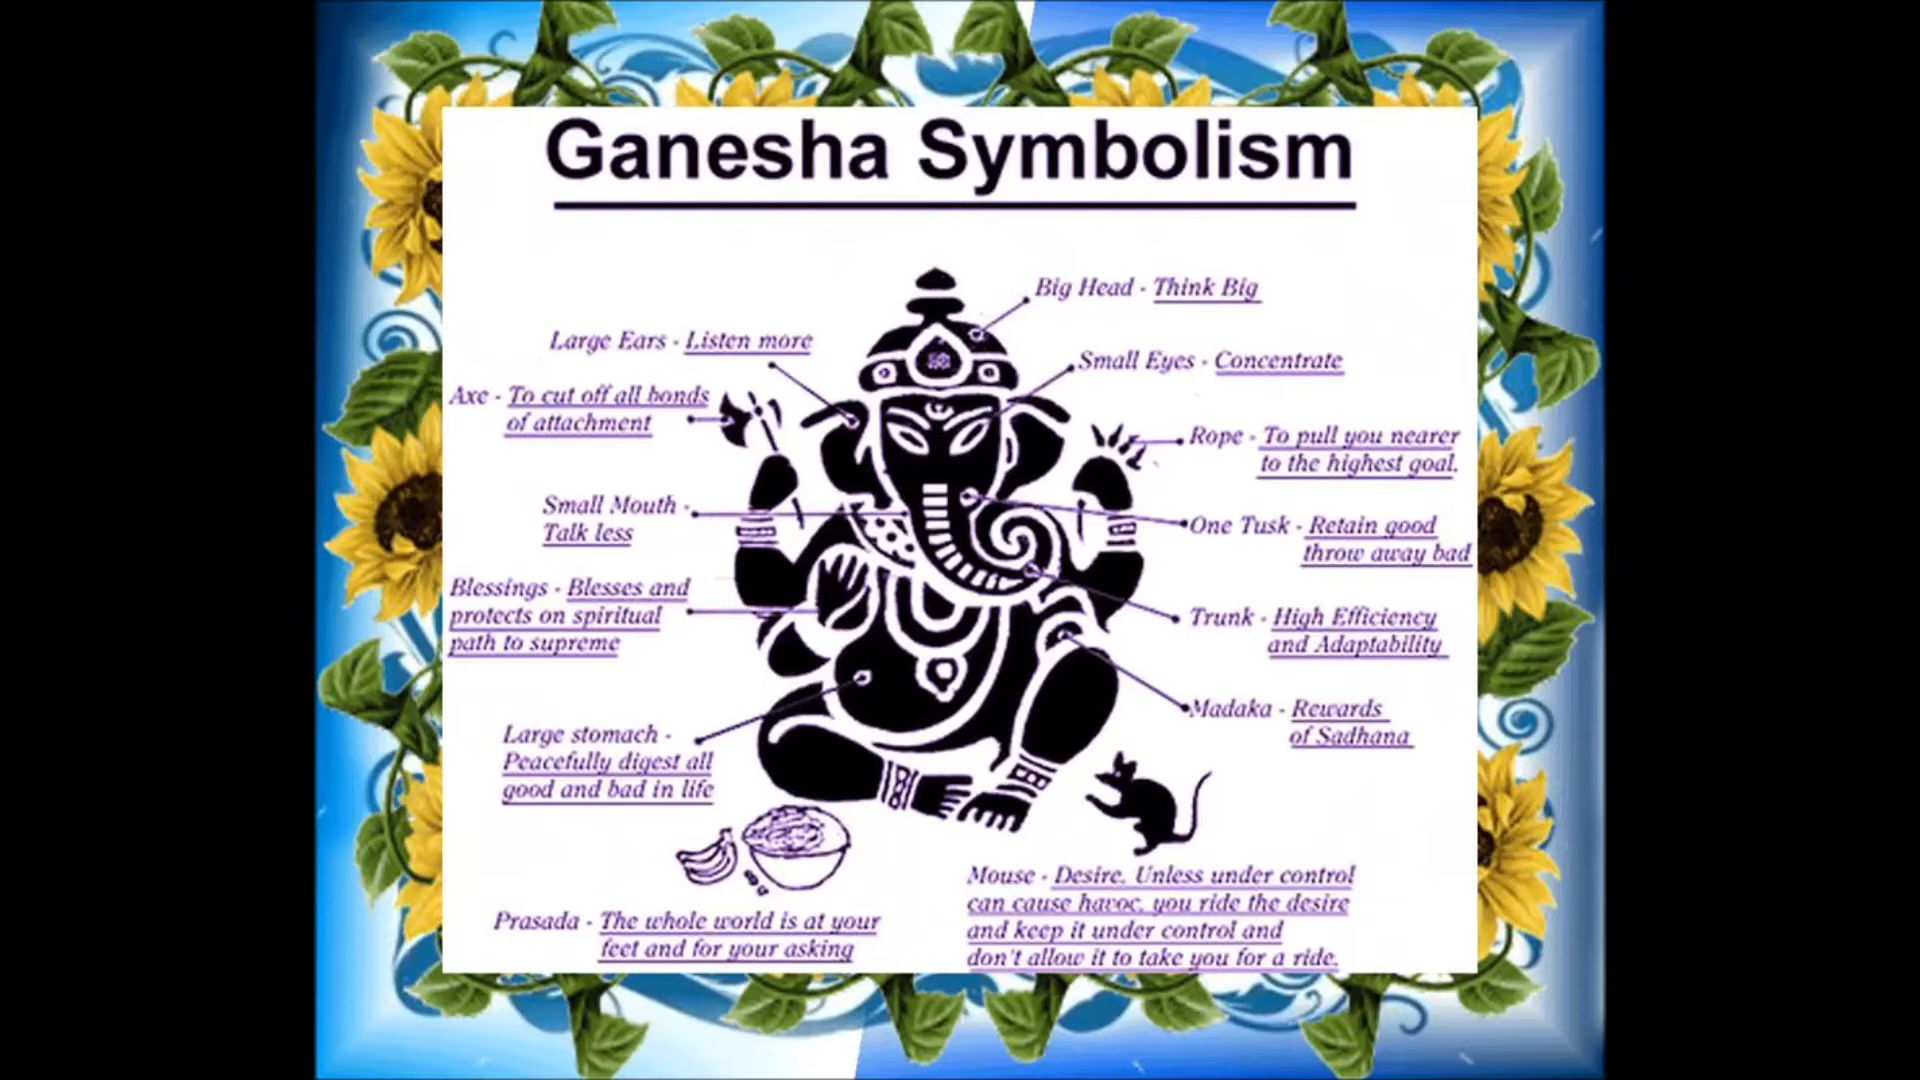 Ganesha Symbolism
Big Head - Think Big
Large Ears - Listen more
Small Eyes - Concentrate
Axe - To cut off all bonds
of attachment
Rope - To pull you nearer
to the highest goal.
Small Mouth -
Talk less
One Tusk - Retain good
throw away bad
Blessings - Blesses and
protects on spiritual
path to supreme
Trunk - High Efficiency
and Adaptability
Madaka - Rewards
of Sadhana
Large stomach -
Peacefully digest all
good and bad in life
Mouse - Desire. Unless under control
can cause havoc. you ride the desire
and keep it under control and
don't allow it to take you for a ride.
Prasada - The whole world is at your
feet and for your asking